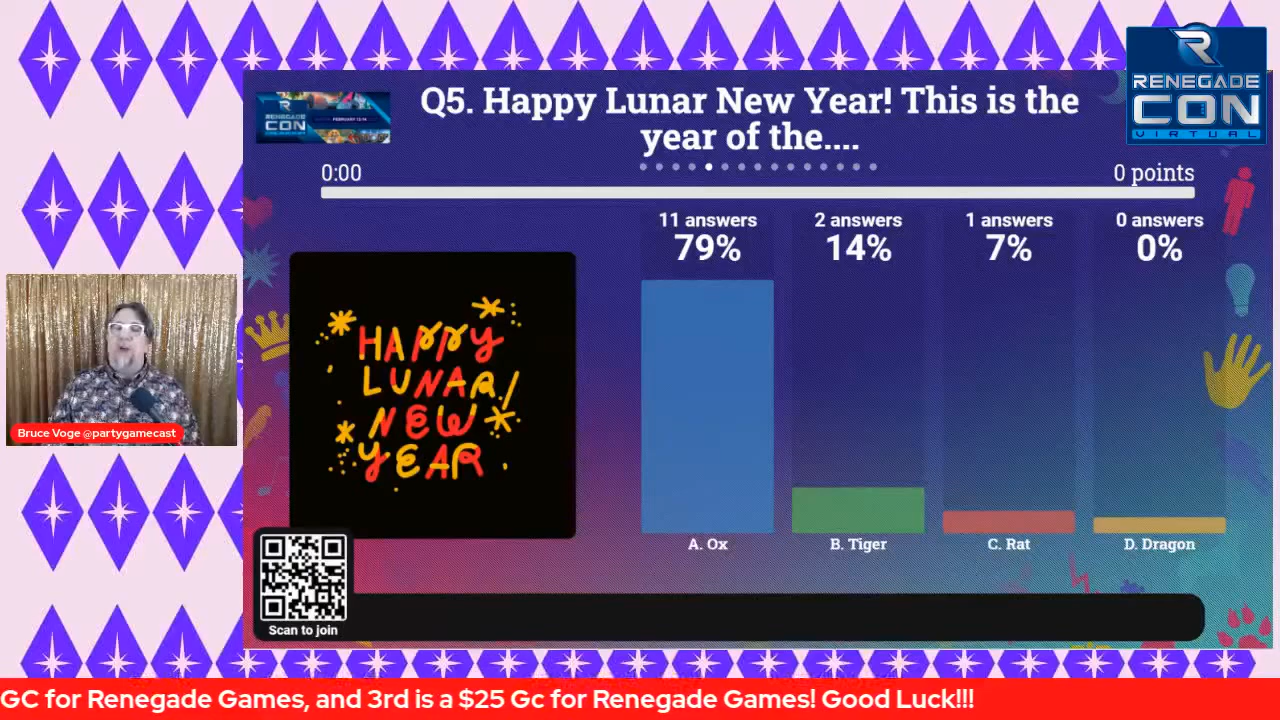 RENEGADE
CON
VIRTUAL
RENEGADE
CON
Q5. Happy Lunar New Year! This is the
year of the....
0:00
0 points
11 answers
2 answers
1 answers
0 answers
79%
14%
7%
0%
HAPPY
LUNAR
NEW
YEAR
Bruce Voge @partygamecast
A. Ox
B. Tiger
C. Rat
D. Dragon
Scan to join
GC for Renegade Games, and 3rd is a $25 Gc for Renegade Games! Good Luck!!!